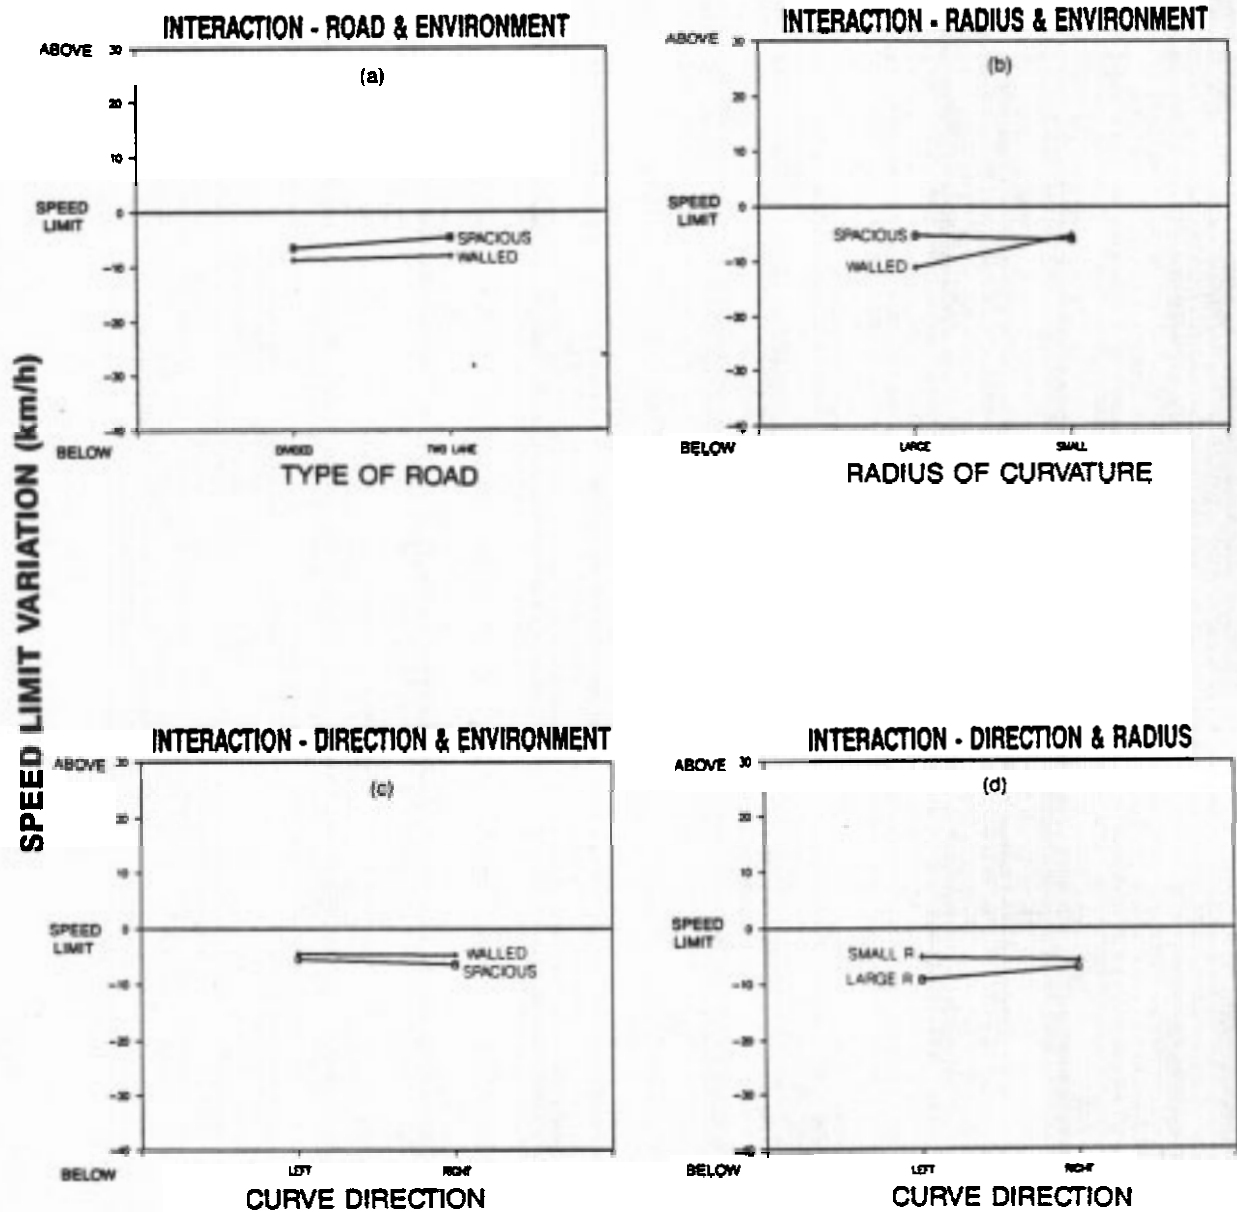 SPEED LIMIT VARIATION (km/h)
INTERACTION - ROAD & ENVIRONMENT
(a)
ABOVE 30
20
10
SPEED
LIMIT
0
SPACIOUS
WALLED
-10
-20
-30
-40
BELOW
DIVIDED TWO LANE
TYPE OF ROAD
INTERACTION - RADIUS & ENVIRONMENT
(b)
ABOVE 30
20
10
SPEED
LIMIT
0
SPACIOUS
WALLED
-10
-20
-30
-40
BELOW
LARGE SMALL
RADIUS OF CURVATURE
INTERACTION - DIRECTION & ENVIRONMENT
(c)
ABOVE 30
20
10
SPEED
LIMIT
0
WALLED
SPACIOUS
-10
-20
-30
-40
BELOW
LEFT RIGHT
CURVE DIRECTION
INTERACTION - DIRECTION & RADIUS
(d)
ABOVE 30
20
10
SPEED
LIMIT
0
SMALL R
LARGE R
-10
-20
-30
-40
BELOW
LEFT RIGHT
CURVE DIRECTION